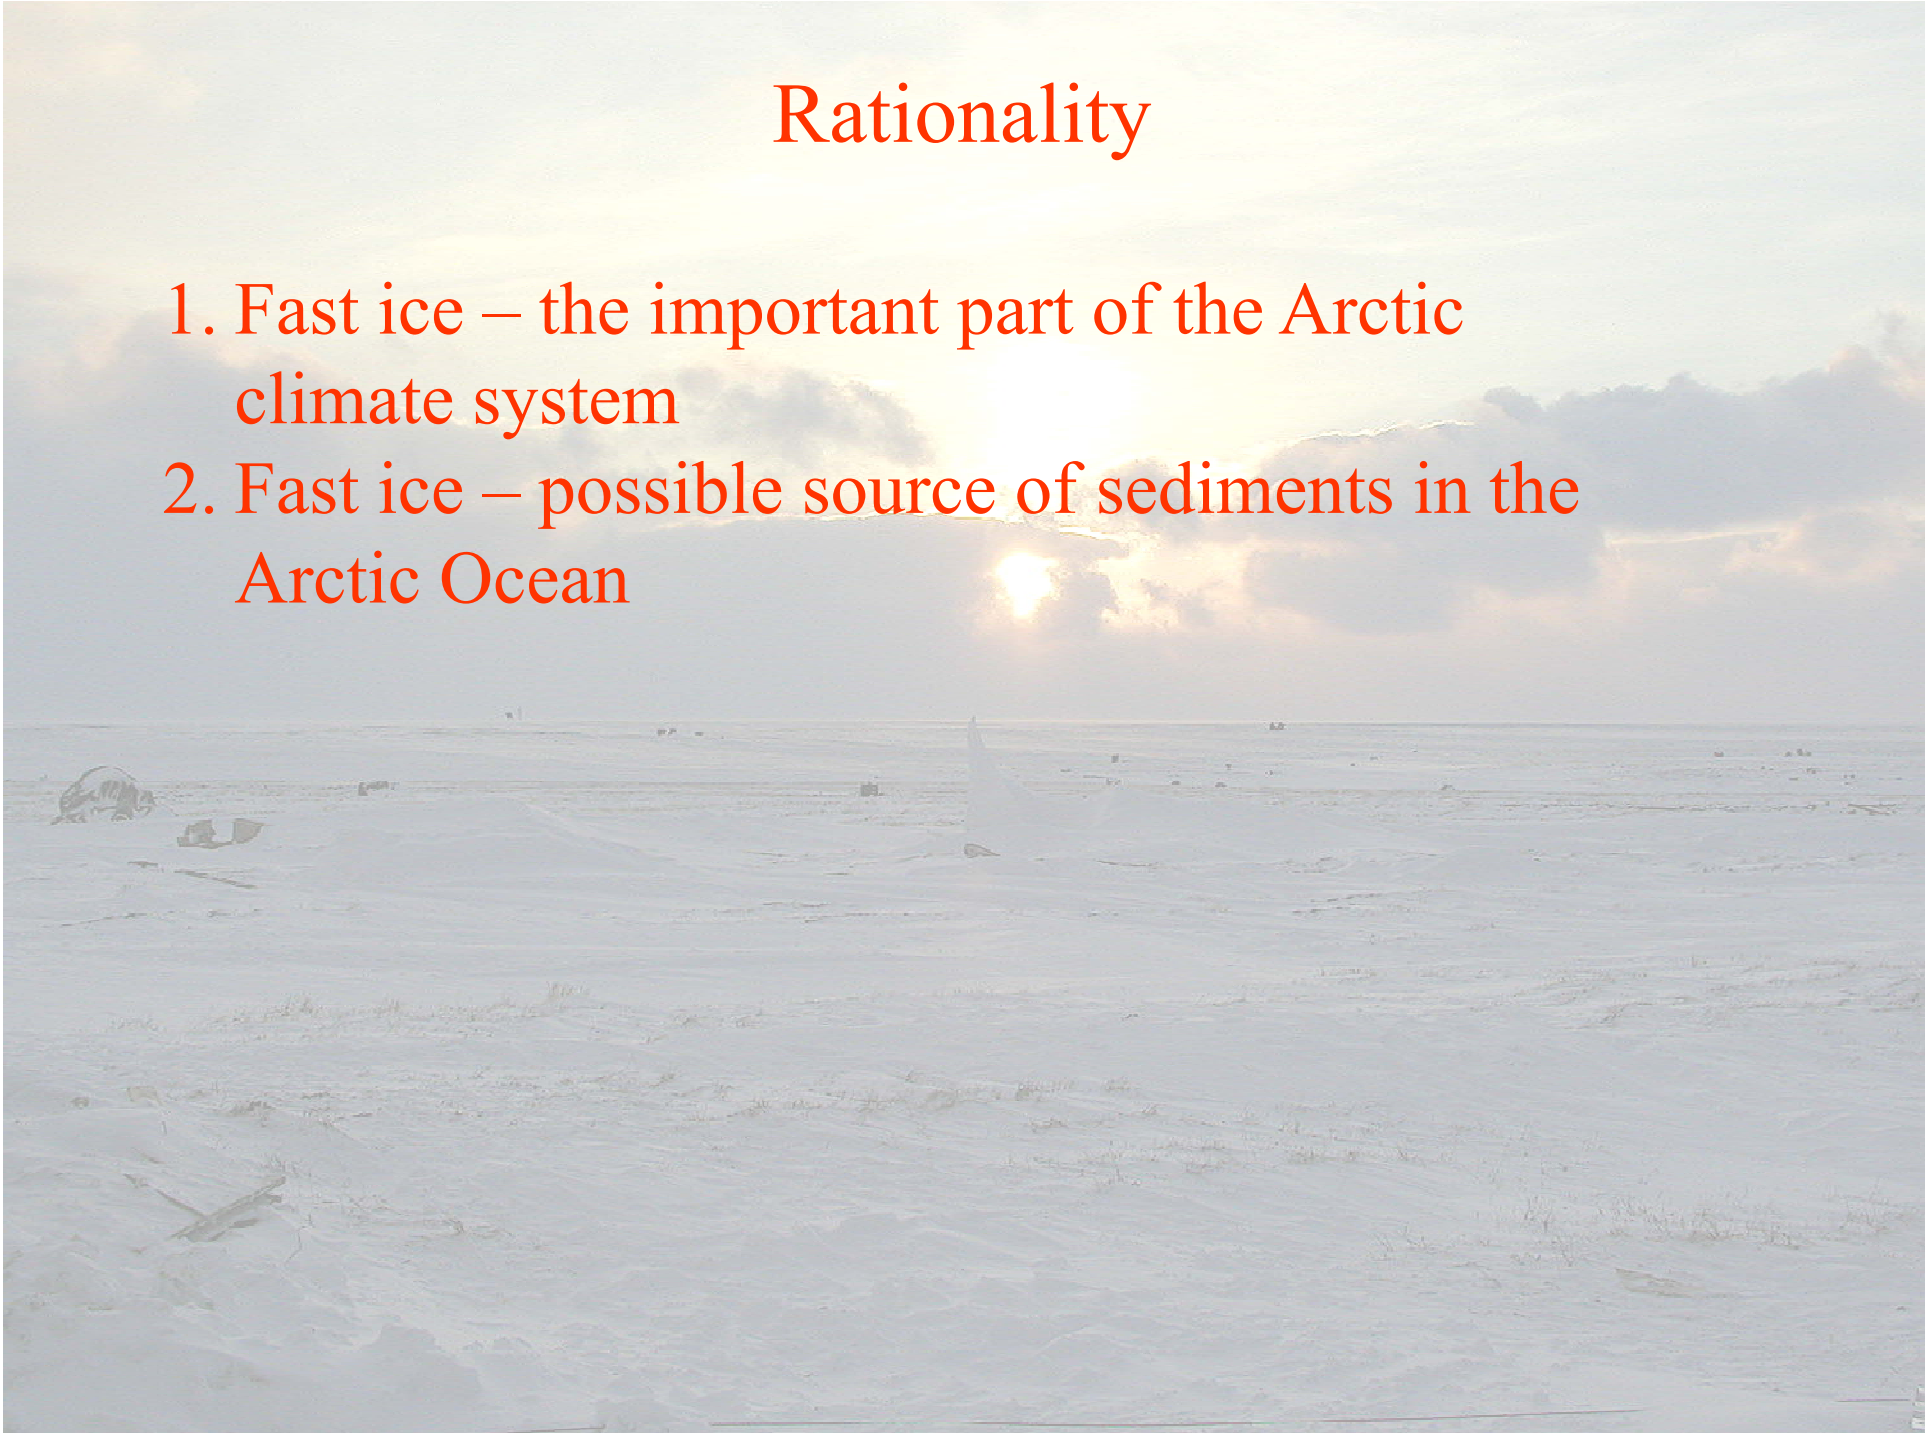 Rationality
1. Fast ice – the important part of the Arctic
climate system
2. Fast ice – possible source of sediments in the
Arctic Ocean